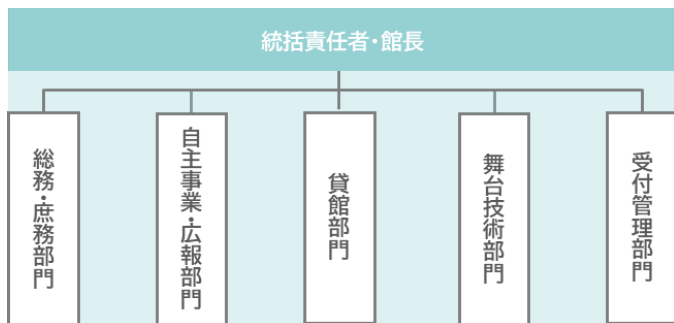 統括責任者・館長
総務・庶務部門
自主事業・広報部門
貸館部門
舞台技術部門
受付管理部門